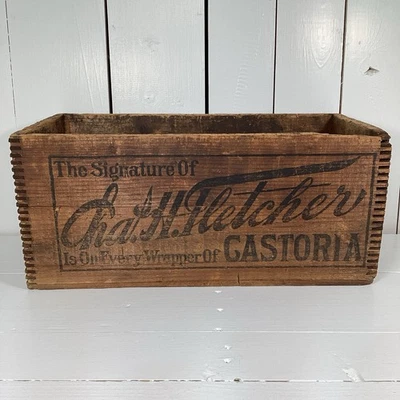 The Signature Of
Chas. H. Fletcher
Is On Every Wrapper Of CASTORIA